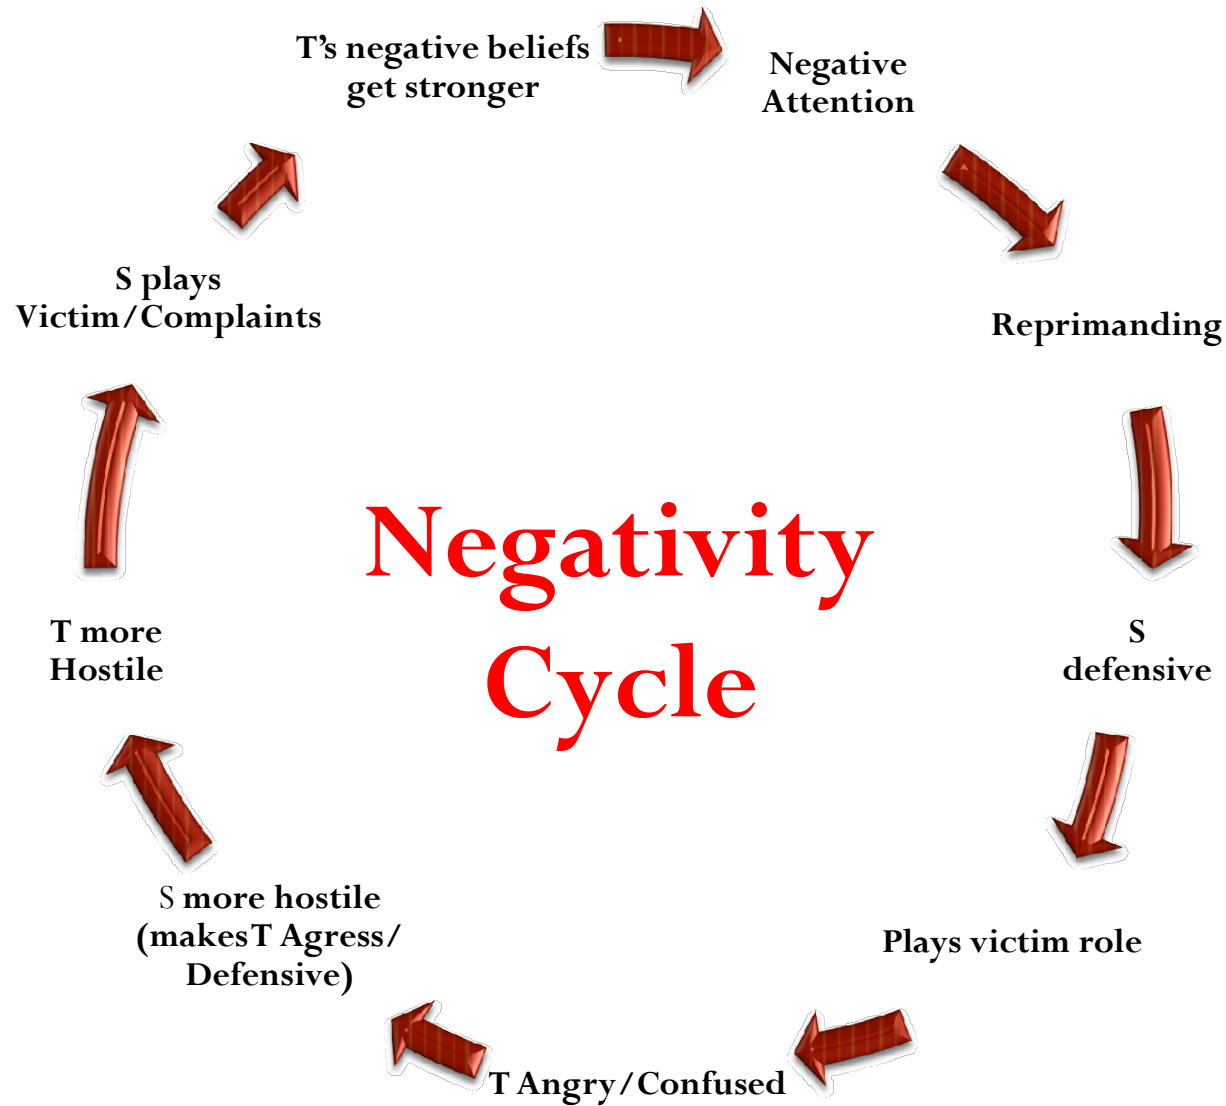 T’s negative beliefs
get stronger
Negative
Attention
Reprimanding
S
defensive
Plays victim role
T Angry/Confused
S more hostile
(makes T Agress/
Defensive)
T more
Hostile
S plays
Victim/Complaints
Negativity
Cycle